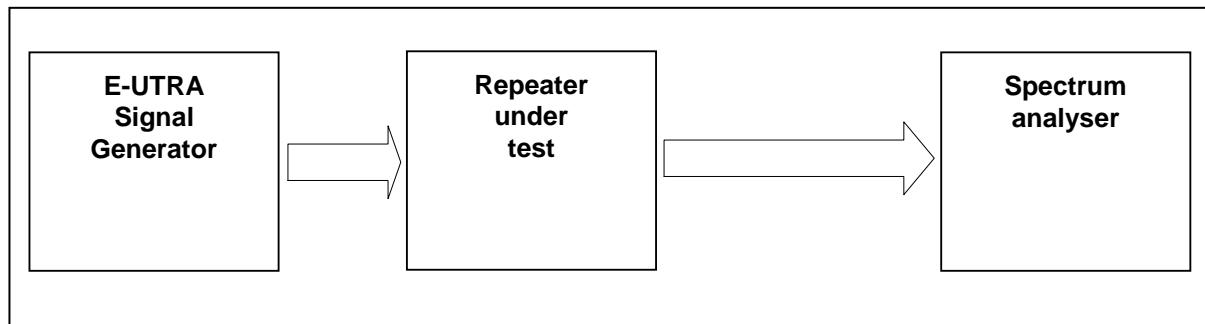 E-UTRA
Signal
Generator
Repeater
under
test
Spectrum
analyser